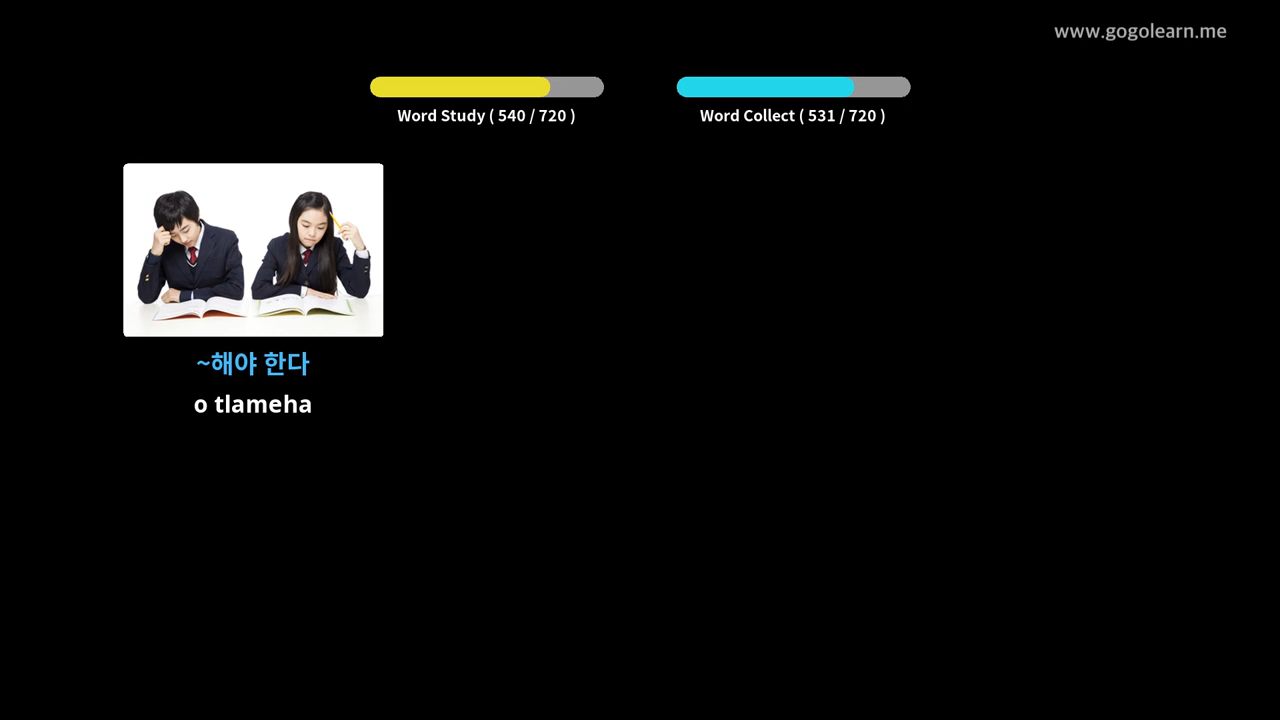 www.gogolearn.me
Word Study ( 540 / 720 )
Word Collect ( 531 / 720 )
~해야 한다
o tlameha